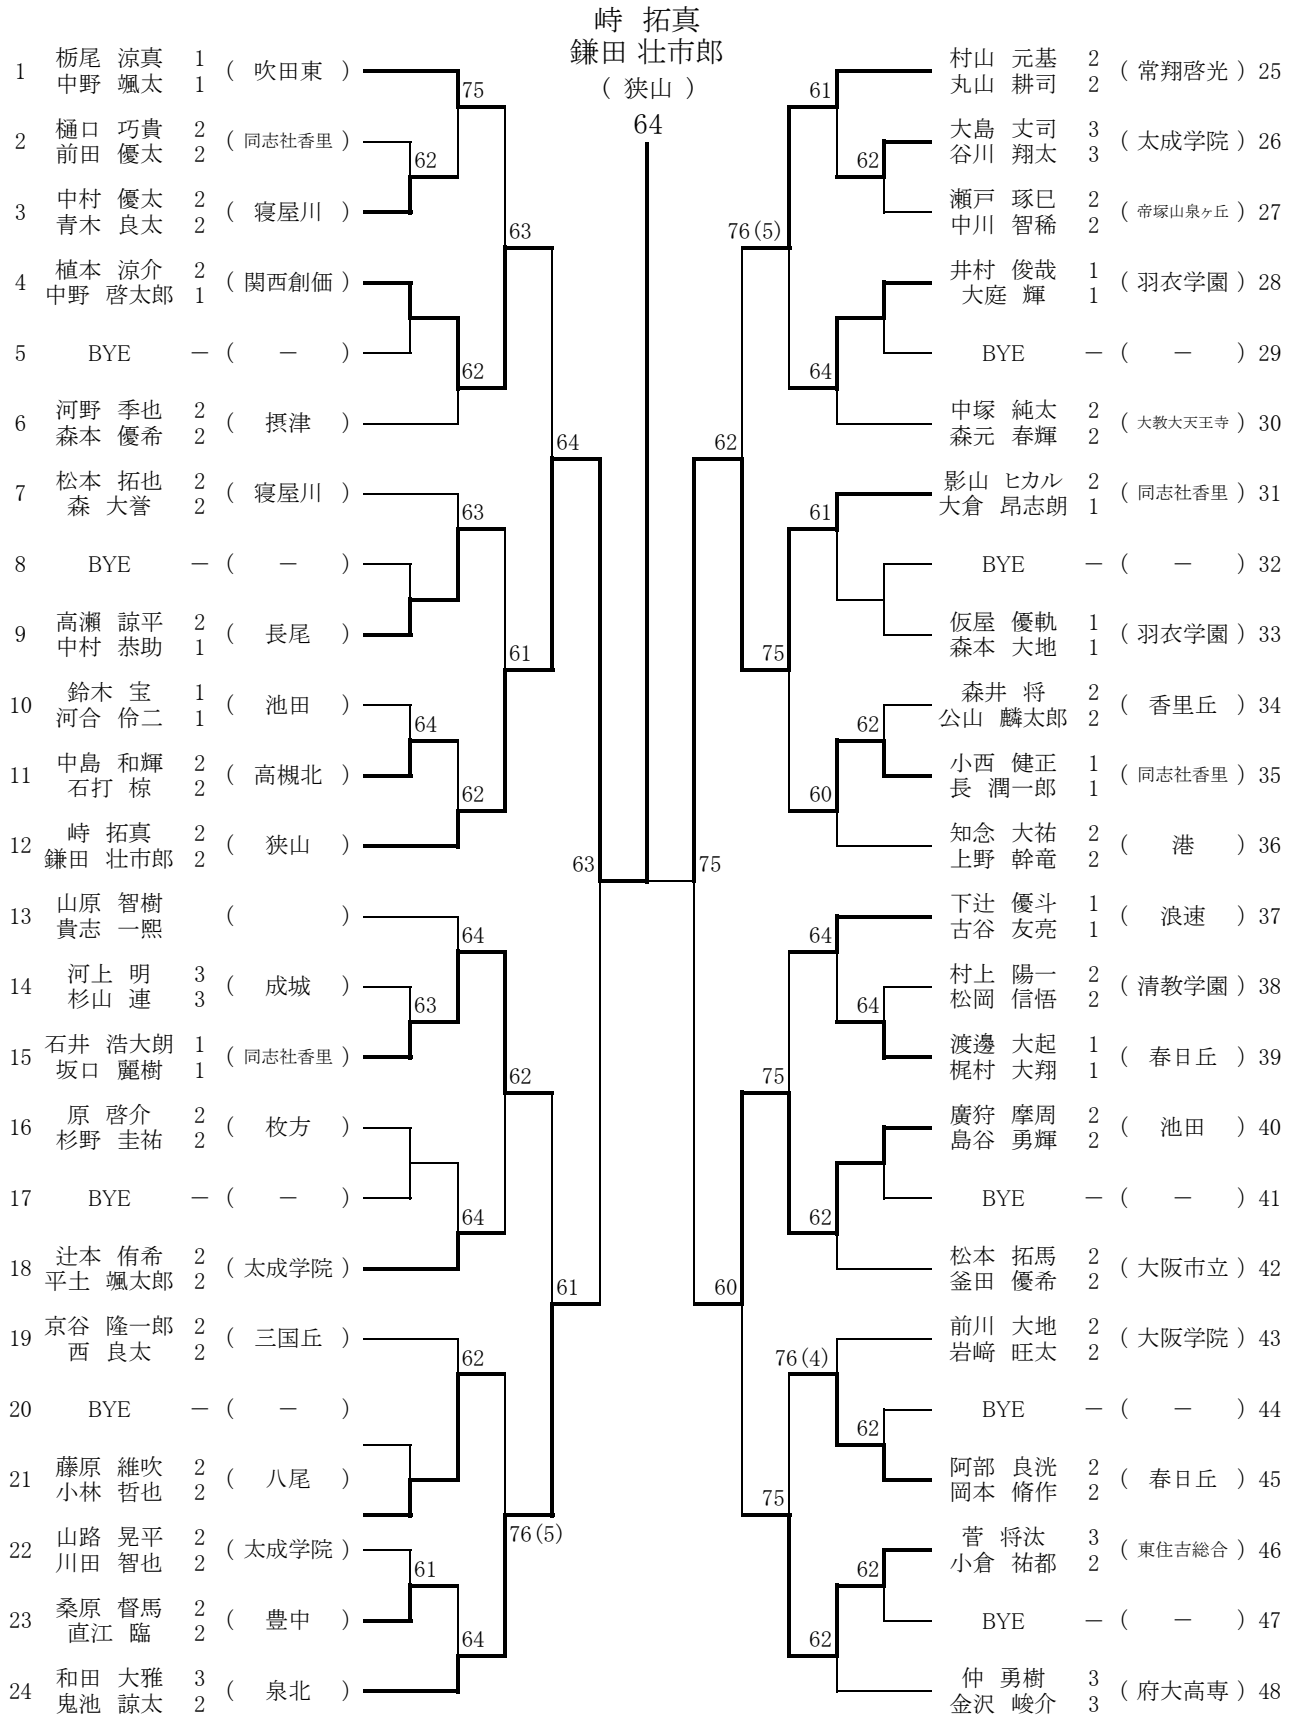 峙 拓真
鎌田 壮市郎
( 狭山 )
64
1 栃尾 涼真 1 ( 吹田東 )
中野 颯太 1
75
2 樋口 巧貴 2 ( 同志社香里 )
前田 優太 2
62
3 中村 優太 2 ( 寝屋川 )
青木 良太 2
63
4 植本 涼介 2 ( 関西創価 )
中野 啓太郎 1
5 BYE － ( － )
62
6 河野 季也 2 ( 摂津 )
森本 優希 2
64
7 松本 拓也 2 ( 寝屋川 )
森 大誉 2
63
8 BYE － ( － )
9 高瀬 諒平 2 ( 長尾 )
中村 恭助 1
61
10 鈴木 宝 1 ( 池田 )
河合 伶二 1
64
11 中島 和輝 2 ( 高槻北 )
石打 椋 2
62
12 峙 拓真 2 ( 狭山 )
鎌田 壮市郎 2
63
13 山原 智樹 ( )
貴志 一熙
64
14 河上 明 3 ( 成城 )
杉山 連 3
63
15 石井 浩大朗 1 ( 同志社香里 )
坂口 麗樹 1
62
16 原 啓介 2 ( 枚方 )
杉野 圭祐 2
17 BYE － ( － )
64
18 辻本 侑希 2 ( 太成学院 )
平土 颯太郎 2
61
19 京谷 隆一郎 2 ( 三国丘 )
西 良太 2
62
20 BYE － ( － )
21 藤原 維吹 2 ( 八尾 )
小林 哲也 2
76(5)
22 山路 晃平 2 ( 太成学院 )
川田 智也 2
61
23 桑原 督馬 2 ( 豊中 )
直江 臨 2
64
24 和田 大雅 3 ( 泉北 )
鬼池 諒太 2
村山 元基 2 ( 常翔啓光 ) 25
丸山 耕司 2
61
大島 丈司 3 ( 太成学院 ) 26
谷川 翔太 3
62
瀬戸 琢巳 2 ( 帝塚山泉ヶ丘 ) 27
中川 智稀 2
76(5)
井村 俊哉 1 ( 羽衣学園 ) 28
大庭 輝 1
BYE － ( － ) 29
64
中塚 純太 2 ( 大教大天王寺 ) 30
森元 春輝 2
62
影山 ヒカル 2 ( 同志社香里 ) 31
大倉 昂志朗 1
61
BYE － ( － ) 32
仮屋 優軌 1 ( 羽衣学園 ) 33
森本 大地 1
75
森井 将 2 ( 香里丘 ) 34
公山 麟太郎 2
62
小西 健正 1 ( 同志社香里 ) 35
長 潤一郎 1
60
知念 大祐 2 ( 港 ) 36
上野 幹竜 2
75
下辻 優斗 1 ( 浪速 ) 37
古谷 友亮 1
64
村上 陽一 2 ( 清教学園 ) 38
松岡 信悟 2
64
渡邊 大起 1 ( 春日丘 ) 39
梶村 大翔 1
75
廣狩 摩周 2 ( 池田 ) 40
島谷 勇輝 2
BYE － ( － ) 41
62
松本 拓馬 2 ( 大阪市立 ) 42
釜田 優希 2
60
前川 大地 2 ( 大阪学院 ) 43
岩﨑 旺太 2
76(4)
BYE － ( － ) 44
62
阿部 良洸 2 ( 春日丘 ) 45
岡本 脩作 2
75
菅 将汰 3 ( 東住吉総合 ) 46
小倉 祐都 2
62
BYE － ( － ) 47
62
仲 勇樹 3 ( 府大高専 ) 48
金沢 峻介 3